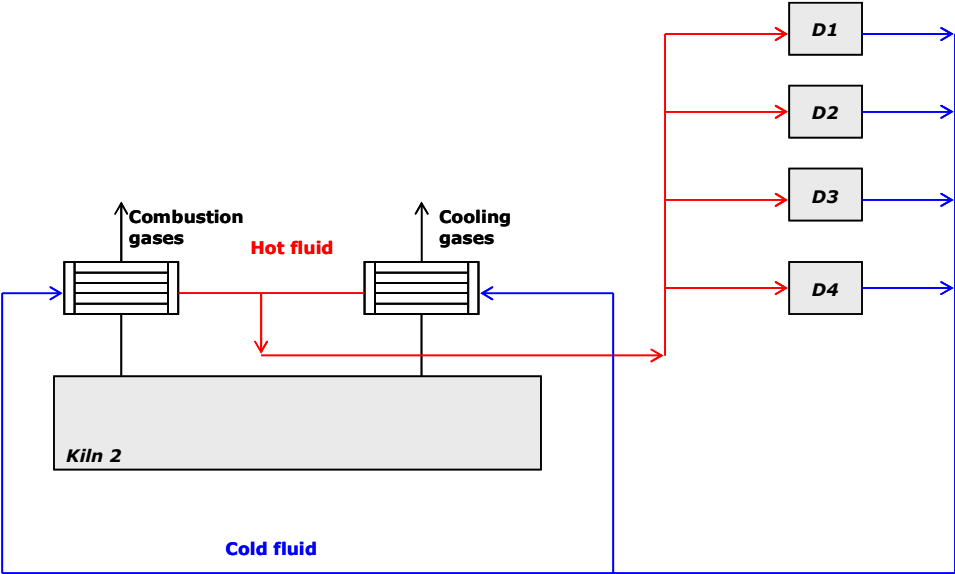 D1
D2
D3
Combustion
gases
Cooling
gases
Hot fluid
D4
Kiln 2
Cold fluid